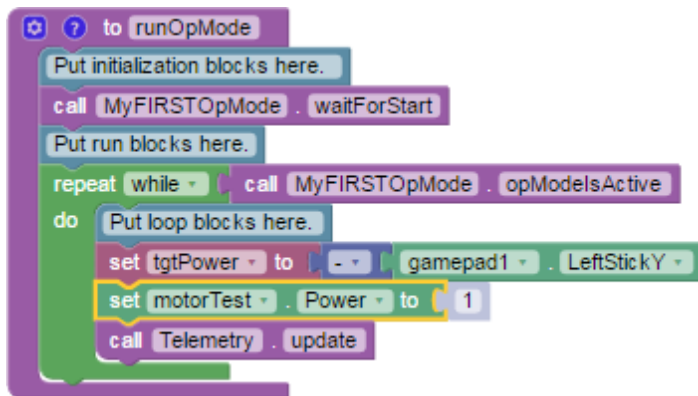 ? to runOpMode
Put initialization blocks here.
call MyFIRSTOpMode . waitForStart
Put run blocks here.
repeat while call MyFIRSTOpMode . opModeIsActive
do Put loop blocks here.
set tgtPower to - gamepad1 . LeftStickY
set motorTest . Power to 1
call Telemetry . update